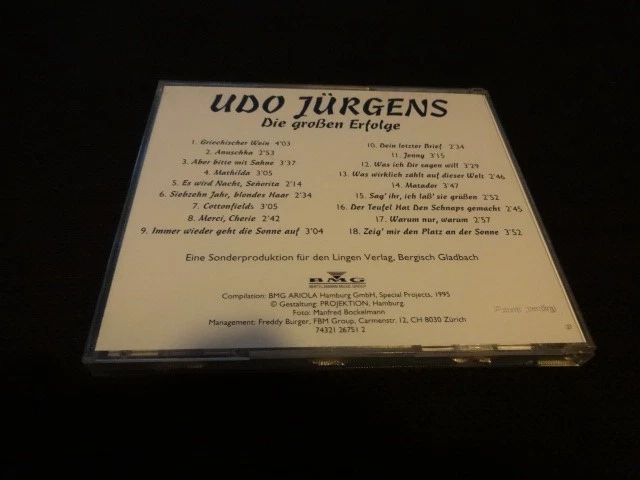 UDO JÜRGENS
Die großen Erfolge
1. Griechischer Wein 4'03
2. Anuschka 2'53
3. Aber bitte mit Sahne 3'37
4. Mathilda 3'05
5. Es wird Nacht, Señorita 2'14
6. Siebzehn Jahr, blondes Haar 2'34
7. Cottonfields 3'05
8. Merci, Cherie 2'42
9. Immer wieder geht die Sonne auf 3'04
10. Dein letzter Brief 2'34
11. Jenny 3'15
12. Was ich Dir sagen will 3'29
13. Was wirklich zählt auf dieser Welt 2'46
14. Matador 3'47
15. Sag' ihr, ich laß' sie grüßen 2'52
16. Der Teufel Hat Den Schnaps gemacht 2'45
17. Warum nur, warum 2'57
18. Zeig' mir den Platz an der Sonne 3'52
Eine Sonderproduktion für den Lingen Verlag, Bergisch Gladbach
BMG
BERTELSMANN MUSIC GROUP
Compilation: BMG ARIOLA Hamburg GmbH, Special Projects, 1995
© Gestaltung: PROJEKTION, Hamburg.
Foto: Manfred Bockelmann
Management: Freddy Burger, FBM Group, Carmenstr. 12, CH 8030 Zürich
74321 26751 2